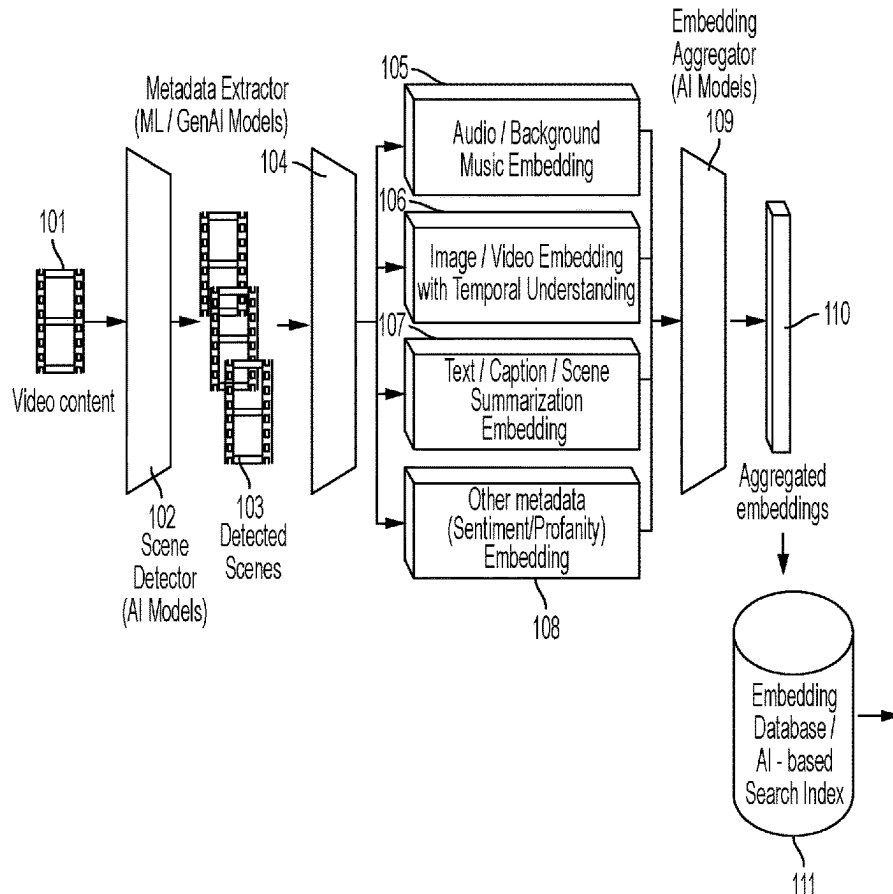 Embedding
Aggregator
(AI Models)
109
Metadata Extractor
(ML / GenAI Models)
104
105
Audio / Background
Music Embedding
106
Image / Video Embedding
with Temporal Understanding
107
Text / Caption / Scene
Summarization
Embedding
Other metadata
(Sentiment/Profanity)
Embedding
108
101
Video content
102
Scene
Detector
(AI Models)
103
Detected
Scenes
110
Aggregated
embeddings
Embedding
Database /
AI - based
Search Index
111